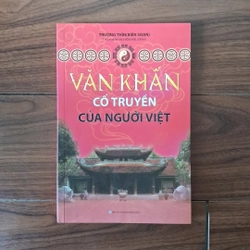 VĂN KHẤN
CỔ TRUYỀN
CỦA NGƯỜI VIỆT